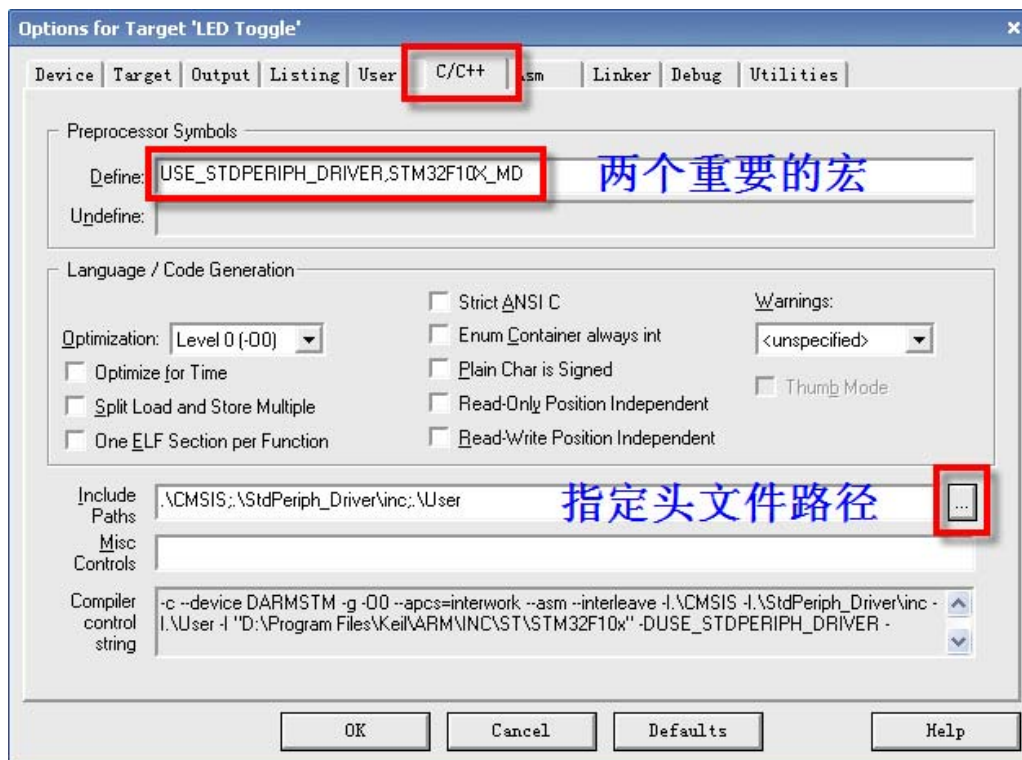 Options for Target 'LED Toggle'
Device Target Output Listing User C/C++ Asm Linker Debug Utilities
Preprocessor Symbols
Define: USE_STDPERIPH_DRIVER,STM32F10X_MD 两个重要的宏
Undefine:
Language / Code Generation
Strict ANSI C Warnings:
Optimization: Level 0 (-O0) Enum Container always int <unspecified>
Optimize for Time Plain Char is Signed Thumb Mode
Split Load and Store Multiple Read-Only Position Independent
One ELF Section per Function Read-Write Position Independent
Include Paths .\CMSIS;.\StdPeriph_Driver\inc;.\User 指定头文件路径 ...
Misc Controls
Compiler control string -c --device DARMSTM -g -O0 --apcs=interwork --asm --interleave -I.\CMSIS -I.\StdPeriph_Driver\inc -
I.\User -I "D:\Program Files\Keil\ARM\INC\ST\STM32F10x" -DUSE_STDPERIPH_DRIVER -
OK Cancel Defaults Help